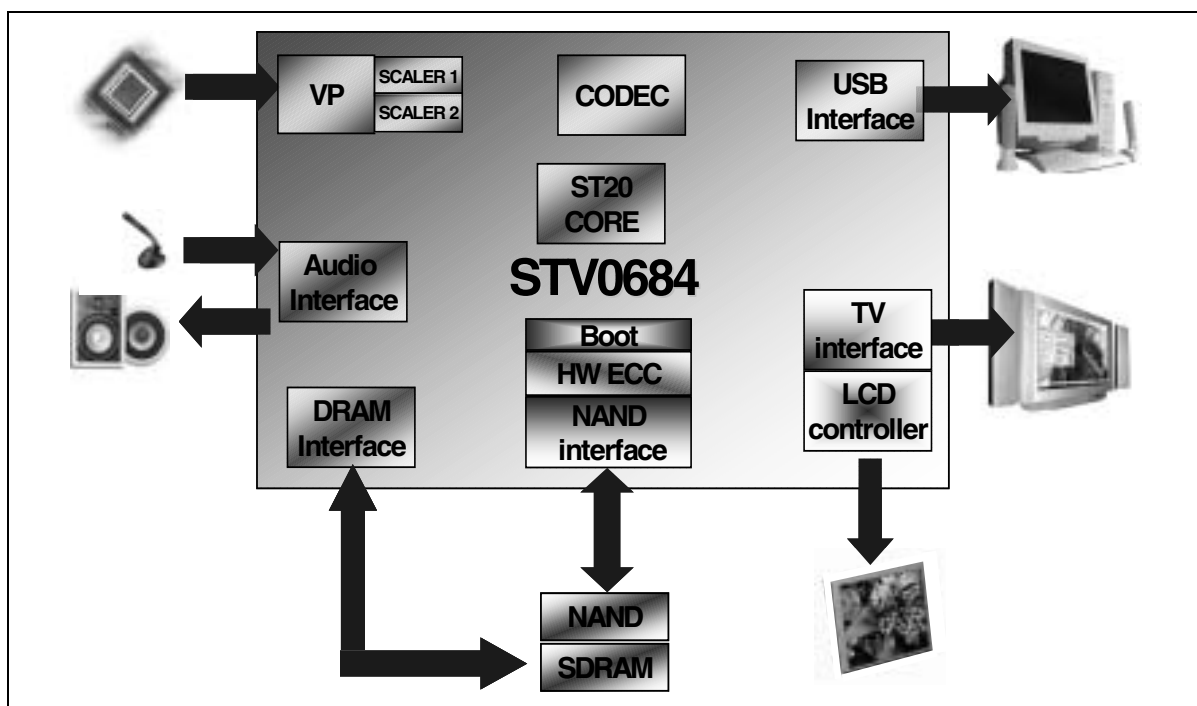 VP
SCALER 1
SCALER 2
CODEC
USB
Interface
ST20
CORE
Audio
Interface
STV0684
TV
interface
Boot
HW ECC
NAND
interface
LCD
controller
DRAM
Interface
NAND
SDRAM